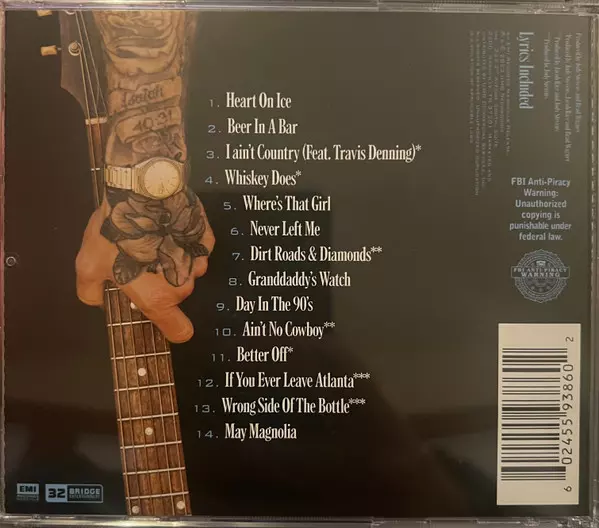 Isaiah
40:31
1. Heart On Ice
2. Beer In A Bar
3. I ain't Country (Feat. Travis Denning)*
4. Whiskey Does*
5. Where's That Girl
6. Never Left Me
7. Dirt Roads & Diamonds**
8. Granddaddy's Watch
9. Day In The 90's
10. Ain't No Cowboy**
11. Better Off*
12. If You Ever Leave Atlanta***
13. Wrong Side Of The Bottle***
14. May Magnolia
Lyrics Included
FBI Anti-Piracy
Warning:
Unauthorized
copying is
punishable under
federal law.
FBI ANTI-PIRACY
WARNING
6 02455 93860 2
EMI
32 BRIDGE
ENTERTAINMENT